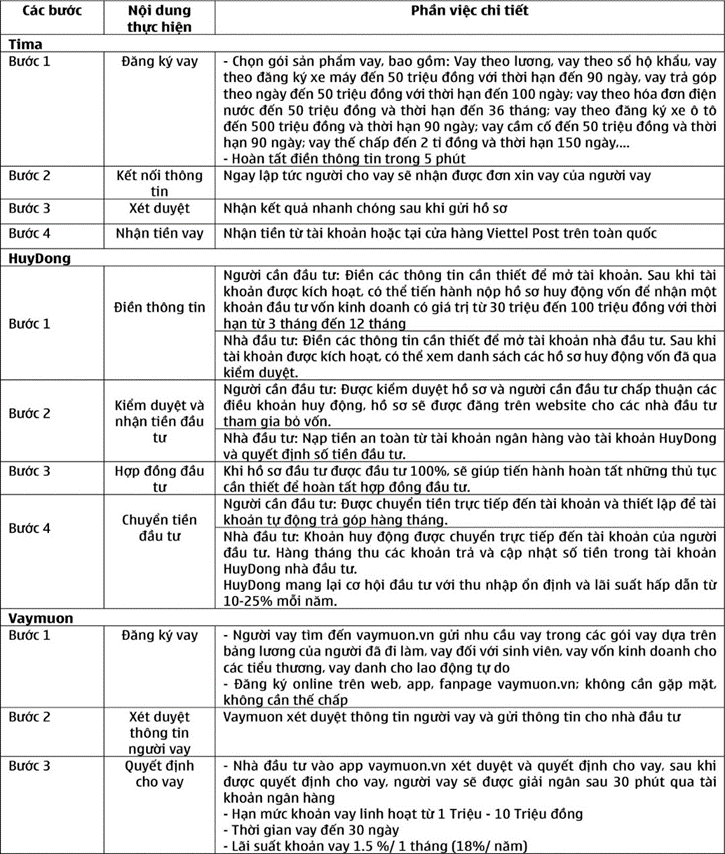 Các bước
Nội dung
thực hiện
Phần việc chi tiết
Tima
Bước 1
Đăng ký vay
- Chọn gói sản phẩm vay, bao gồm: Vay theo lương, vay theo sổ hộ khẩu, vay
theo đăng ký xe máy đến 50 triệu đồng với thời hạn đến 90 ngày, vay trả góp
theo ngày đến 50 triệu đồng với thời hạn đến 100 ngày; vay theo hóa đơn điện
nước đến 50 triệu đồng và thời hạn đến 36 tháng; vay theo đăng ký xe ô tô
đến 500 triệu đồng và thời hạn 90 ngày; vay cầm cố đến 50 triệu đồng và thời
hạn 90 ngày; vay thế chấp đến 2 tỉ đồng và thời hạn 150 ngày,...
- Hoàn tất điền thông tin trong 5 phút
Bước 2
Kết nối thông
tin
Ngay lập tức người cho vay sẽ nhận được đơn xin vay của người vay
Bước 3
Xét duyệt
Nhận kết quả nhanh chóng sau khi gửi hồ sơ
Bước 4
Nhận tiền vay
Nhận tiền từ tài khoản hoặc tại cửa hàng Viettel Post trên toàn quốc
HuyDong
Bước 1
Điền thông tin
Người cần đầu tư: Điền các thông tin cần thiết để mở tài khoản. Sau khi tài
khoản được kích hoạt, có thể tiến hành nộp hồ sơ huy động vốn để nhận một
khoản đầu tư vốn kinh doanh có giá trị từ 30 triệu đến 100 triệu đồng với thời
hạn từ 3 tháng đến 12 tháng
Nhà đầu tư: Điền các thông tin cần thiết để mở tài khoản nhà đầu tư. Sau khi
tài khoản được kích hoạt, có thể xem danh sách các hồ sơ huy động vốn đã qua
kiểm duyệt.
Bước 2
Kiểm duyệt và
nhận tiền đầu
tư
Người cần đầu tư: Được kiểm duyệt hồ sơ và người cần đầu tư chấp thuận các
điều khoản huy động, hồ sơ sẽ được đăng trên website cho các nhà đầu tư
tham gia bỏ vốn.
Nhà đầu tư: Nạp tiền an toàn từ tài khoản ngân hàng vào tài khoản HuyDong
và quyết định số tiền đầu tư.
Bước 3
Hợp đồng đầu
tư
Khi hồ sơ đầu tư được đầu tư 100%, sẽ giúp tiến hành hoàn tất những thủ tục
cần thiết để hoàn tất hợp đồng đầu tư.
Bước 4
Chuyển tiền
đầu tư
Người cần đầu tư: Được chuyển tiền trực tiếp đến tài khoản và thiết lập để tài
khoản tự động trả góp hàng tháng.
Nhà đầu tư: Khoản huy động được chuyển trực tiếp đến tài khoản của người
đầu tư. Hàng tháng thu các khoản trả và cập nhật số tiền trong tài khoản
HuyDong nhà đầu tư.
HuyDong mang lại cơ hội đầu tư với thu nhập ổn định và lãi suất hấp dẫn từ
10-25% mỗi năm.
Vaymuon
Bước 1
Đăng ký vay
- Người vay tìm đến vaymuon.vn gửi nhu cầu vay trong các gói vay dựa trên
bảng lương của người đã đi làm, vay đối với sinh viên, vay vốn kinh doanh cho
các tiểu thương, vay danh cho lao động tự do
- Đăng ký online trên web, app, fanpage vaymuon.vn; không cần gặp mặt,
không cần thế chấp
Bước 2
Xét duyệt
thông tin
người vay
Vaymuon xét duyệt thông tin người vay và gửi thông tin cho nhà đầu tư
Bước 3
Quyết định
cho vay
- Nhà đầu tư vào app vaymuon.vn xét duyệt và quyết định cho vay, sau khi
được quyết định cho vay, người vay sẽ được giải ngân sau 30 phút qua tài
khoản ngân hàng
- Hạn mức khoản vay linh hoạt từ 1 Triệu - 10 Triệu đồng
- Thời gian vay đến 30 ngày
- Lãi suất khoản vay 1.5 %/ 1 tháng (18%/ năm)